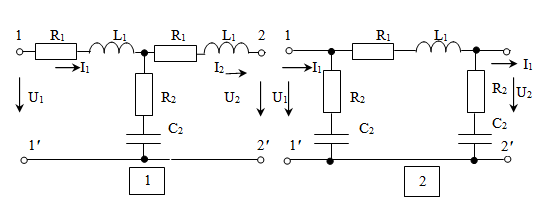 1 R₁ L₁ R₁ L₁ 2 1 R₁ L₁
I₁ I₂ I₁ I₁
U₁ R₂ U₂ U₁ R₂ R₂ U₂
C₂ C₂ C₂
1′ 2′ 1′ 2′
1 2